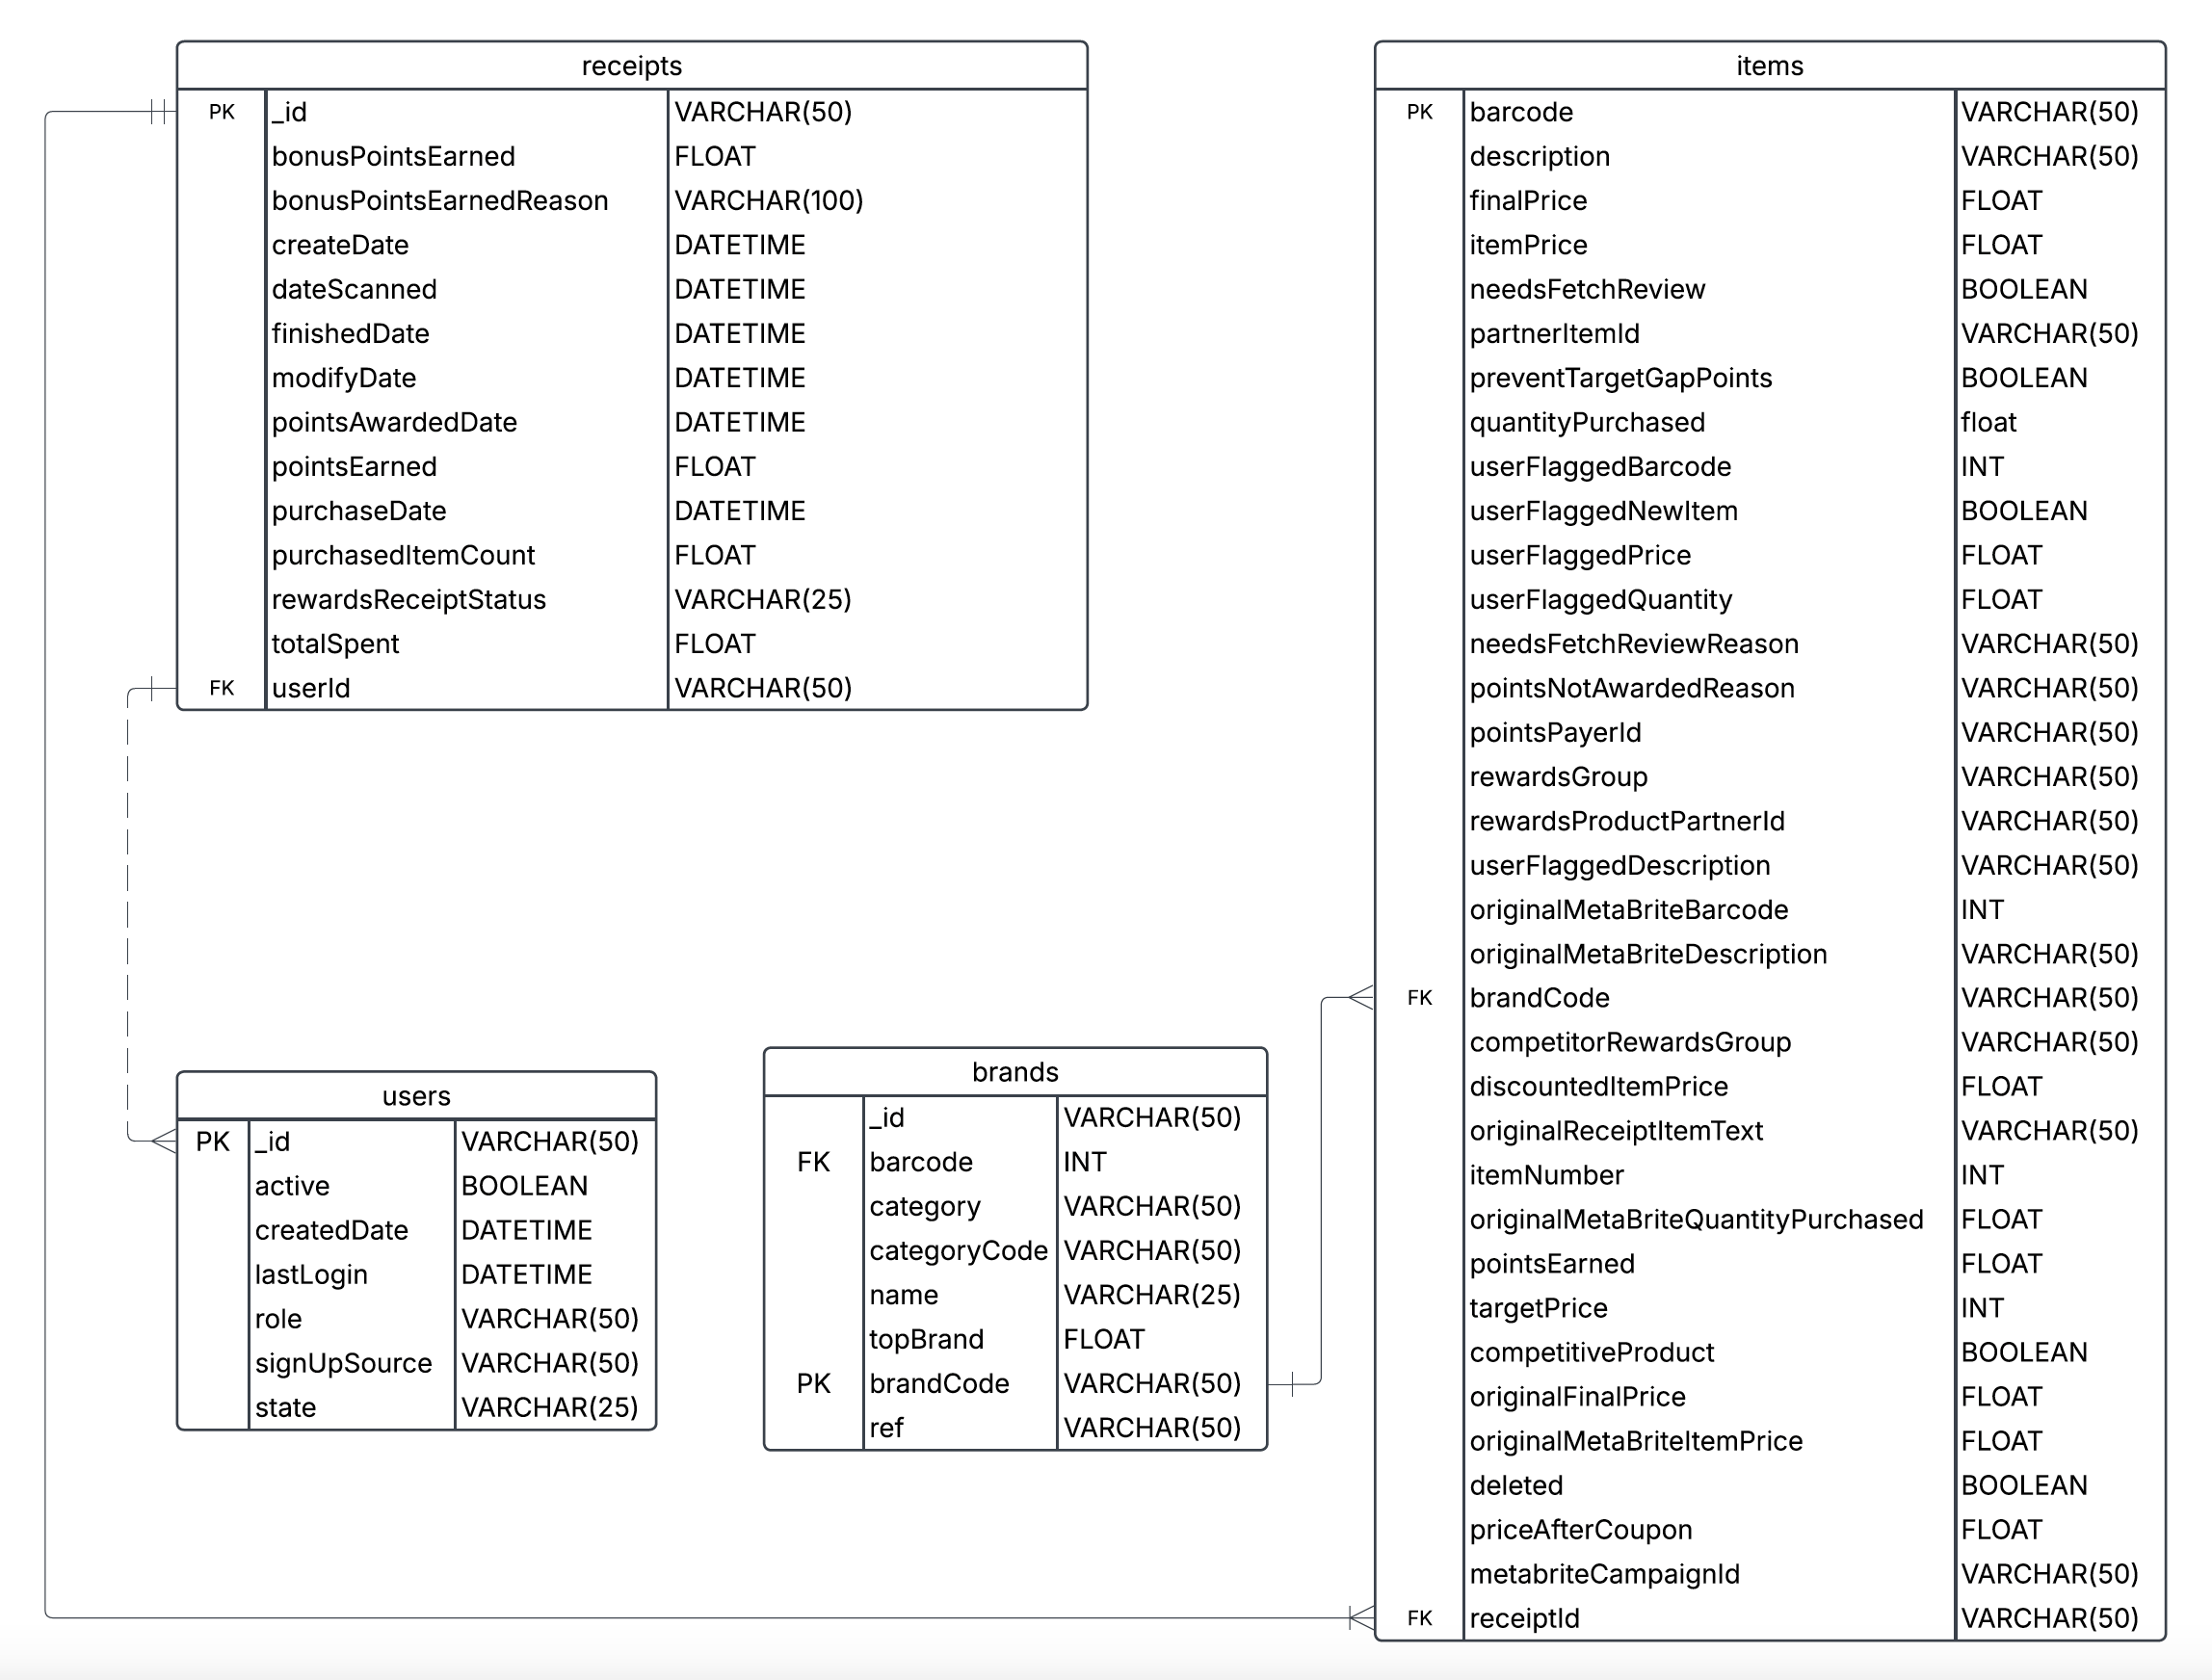 receipts
PK _id VARCHAR(50)
bonusPointsEarned FLOAT
bonusPointsEarnedReason VARCHAR(100)
createDate DATETIME
dateScanned DATETIME
finishedDate DATETIME
modifyDate DATETIME
pointsAwardedDate DATETIME
pointsEarned FLOAT
purchaseDate DATETIME
purchasedItemCount FLOAT
rewardsReceiptStatus VARCHAR(25)
totalSpent FLOAT
FK userId VARCHAR(50)
users
PK _id VARCHAR(50)
active BOOLEAN
createdDate DATETIME
lastLogin DATETIME
role VARCHAR(50)
signUpSource VARCHAR(50)
state VARCHAR(25)
brands
_id VARCHAR(50)
FK barcode INT
category VARCHAR(50)
categoryCode VARCHAR(50)
name VARCHAR(25)
topBrand FLOAT
PK brandCode VARCHAR(50)
ref VARCHAR(50)
items
PK barcode VARCHAR(50)
description VARCHAR(50)
finalPrice FLOAT
itemPrice FLOAT
needsFetchReview BOOLEAN
partnerItemId VARCHAR(50)
preventTargetGapPoints BOOLEAN
quantityPurchased float
userFlaggedBarcode INT
userFlaggedNewItem BOOLEAN
userFlaggedPrice FLOAT
userFlaggedQuantity FLOAT
needsFetchReviewReason VARCHAR(50)
pointsNotAwardedReason VARCHAR(50)
pointsPayerId VARCHAR(50)
rewardsGroup VARCHAR(50)
rewardsProductPartnerId VARCHAR(50)
userFlaggedDescription VARCHAR(50)
originalMetaBriteBarcode INT
originalMetaBriteDescription VARCHAR(50)
FK brandCode VARCHAR(50)
competitorRewardsGroup VARCHAR(50)
discountedItemPrice FLOAT
originalReceiptItemText VARCHAR(50)
itemNumber INT
originalMetaBriteQuantityPurchased FLOAT
pointsEarned FLOAT
targetPrice INT
competitiveProduct BOOLEAN
originalFinalPrice FLOAT
originalMetaBriteItemPrice FLOAT
deleted BOOLEAN
priceAfterCoupon FLOAT
metabriteCampaignId VARCHAR(50)
FK receiptId VARCHAR(50)